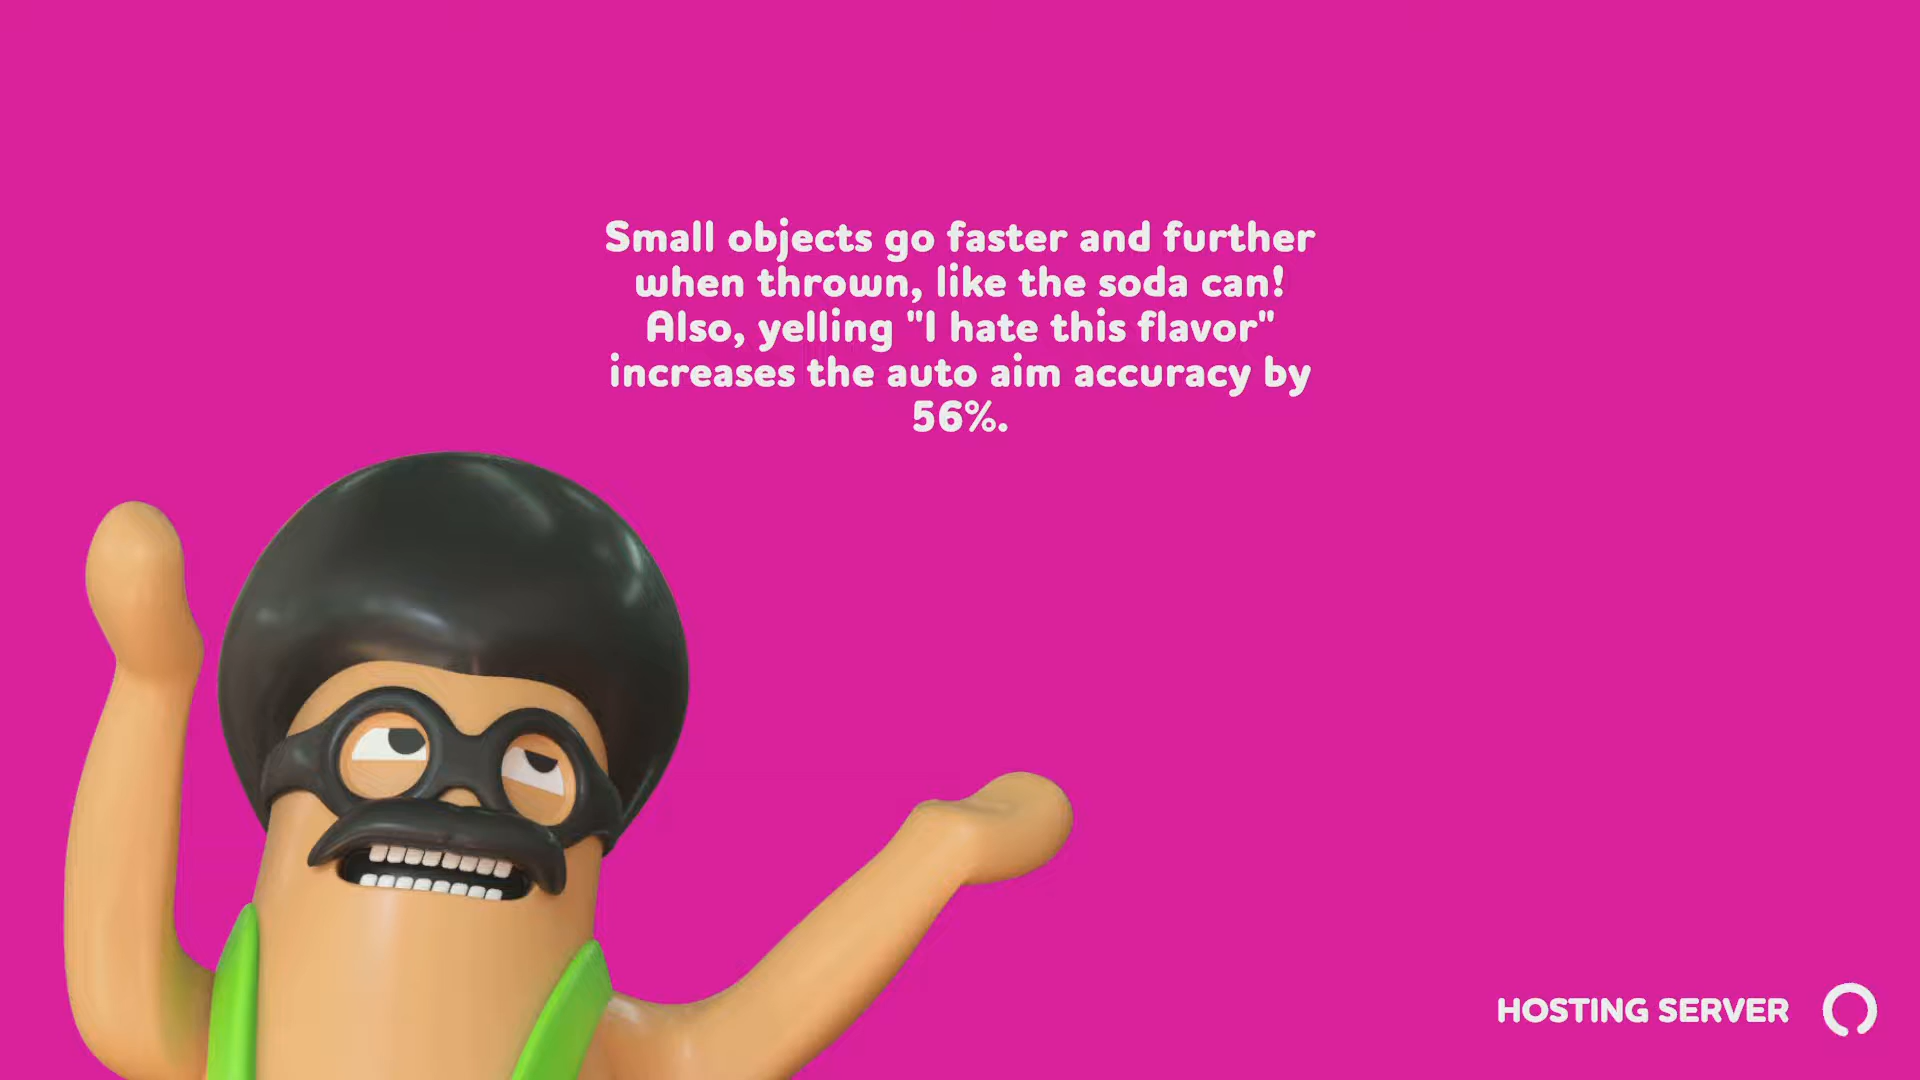 Small objects go faster and further
when thrown, like the soda can!
Also, yelling "I hate this flavor"
increases the auto aim accuracy by
56%.
HOSTING SERVER